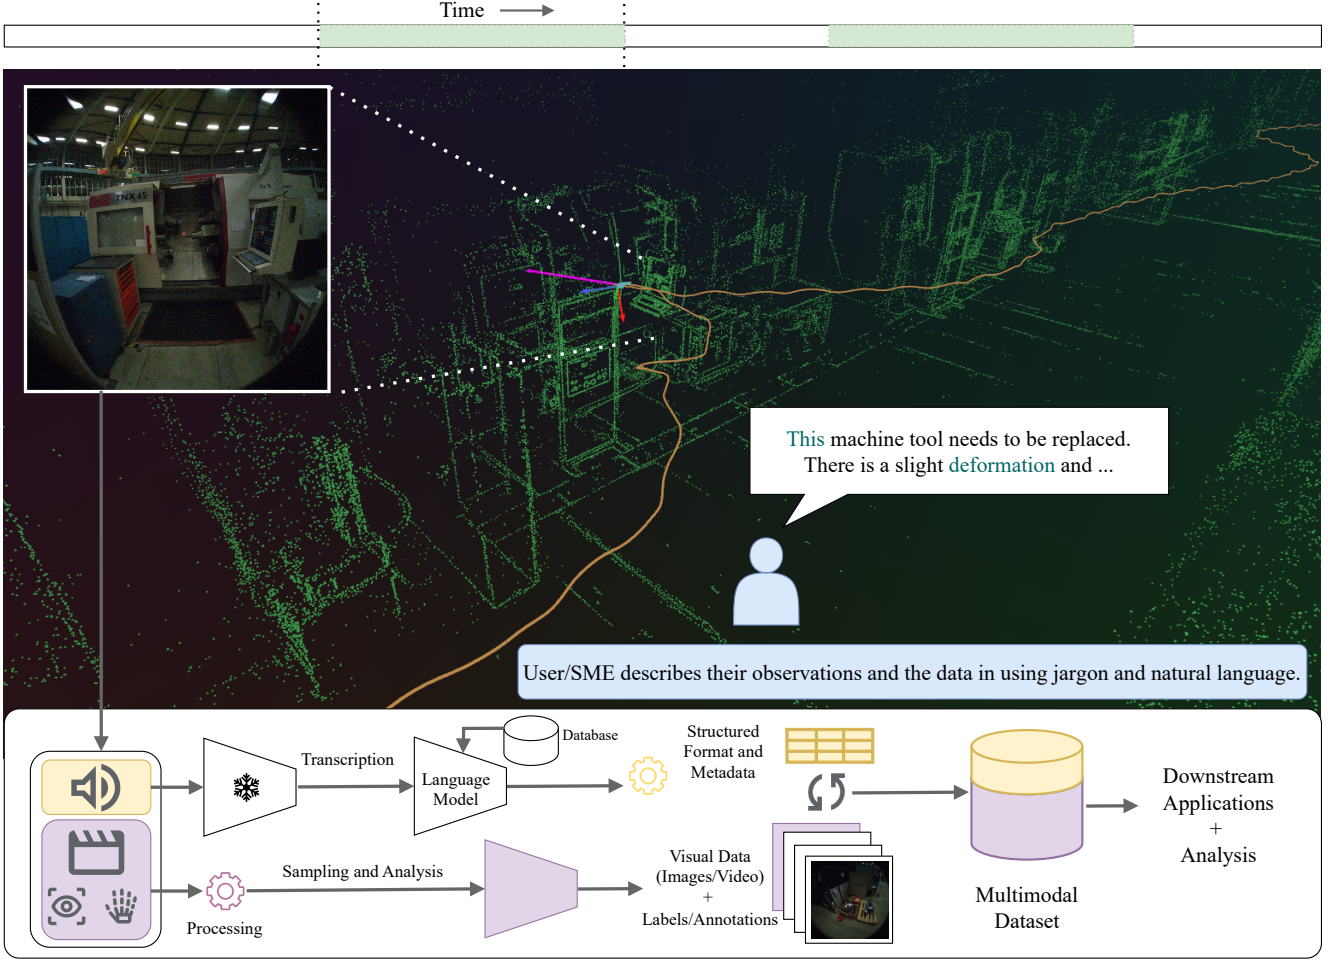 Time
TNX 65
This machine tool needs to be replaced.
There is a slight deformation and ...
User/SME describes their observations and the data in using jargon and natural language.
Transcription
Language
Model
Database
Structured
Format and
Metadata
Downstream
Applications
+
Analysis
Processing
Sampling and Analysis
Visual Data
(Images/Video)
+
Labels/Annotations
Multimodal
Dataset